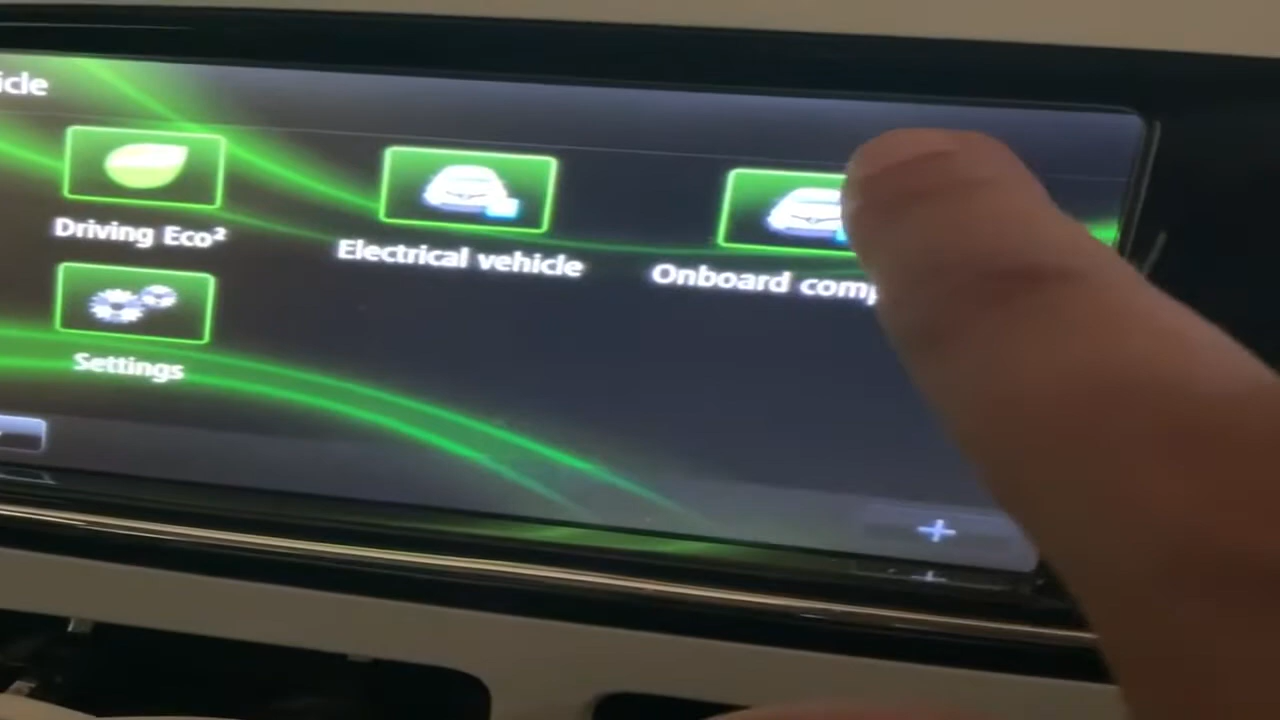 icle
Driving Eco²
Electrical vehicle
Onboard comp
Settings
+